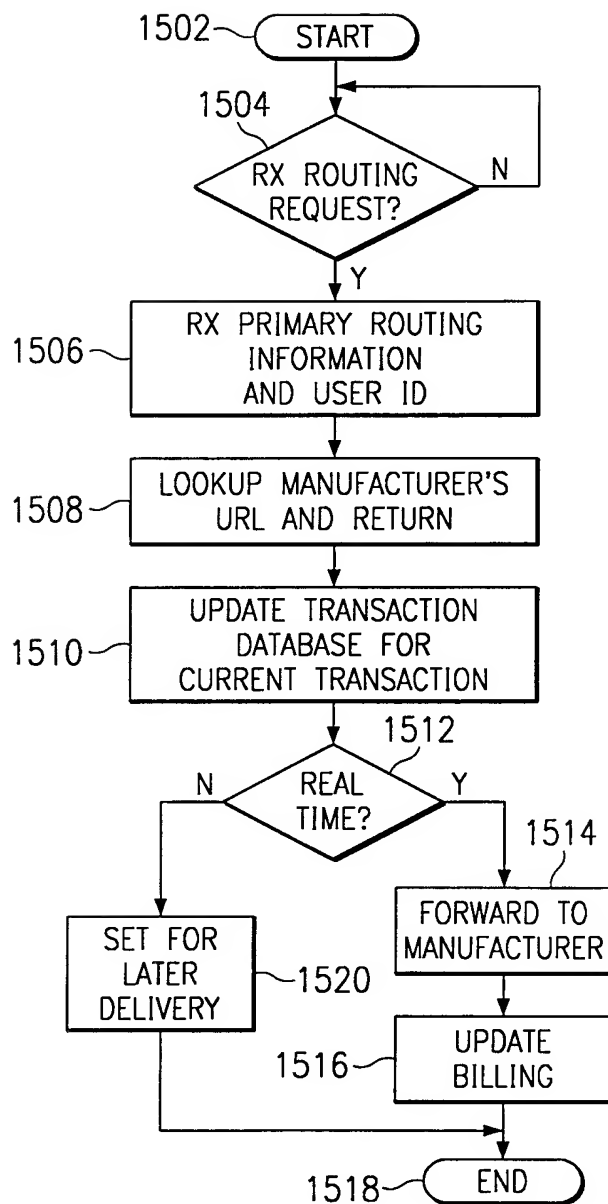 1502
START
1504
RX ROUTING
REQUEST?
N
Y
1506
RX PRIMARY ROUTING
INFORMATION
AND USER ID
1508
LOOKUP MANUFACTURER'S
URL AND RETURN
1510
UPDATE TRANSACTION
DATABASE FOR
CURRENT TRANSACTION
1512
N
REAL
TIME?
Y
1514
FORWARD TO
MANUFACTURER
SET FOR
LATER
DELIVERY
1520
1516
UPDATE
BILLING
1518
END